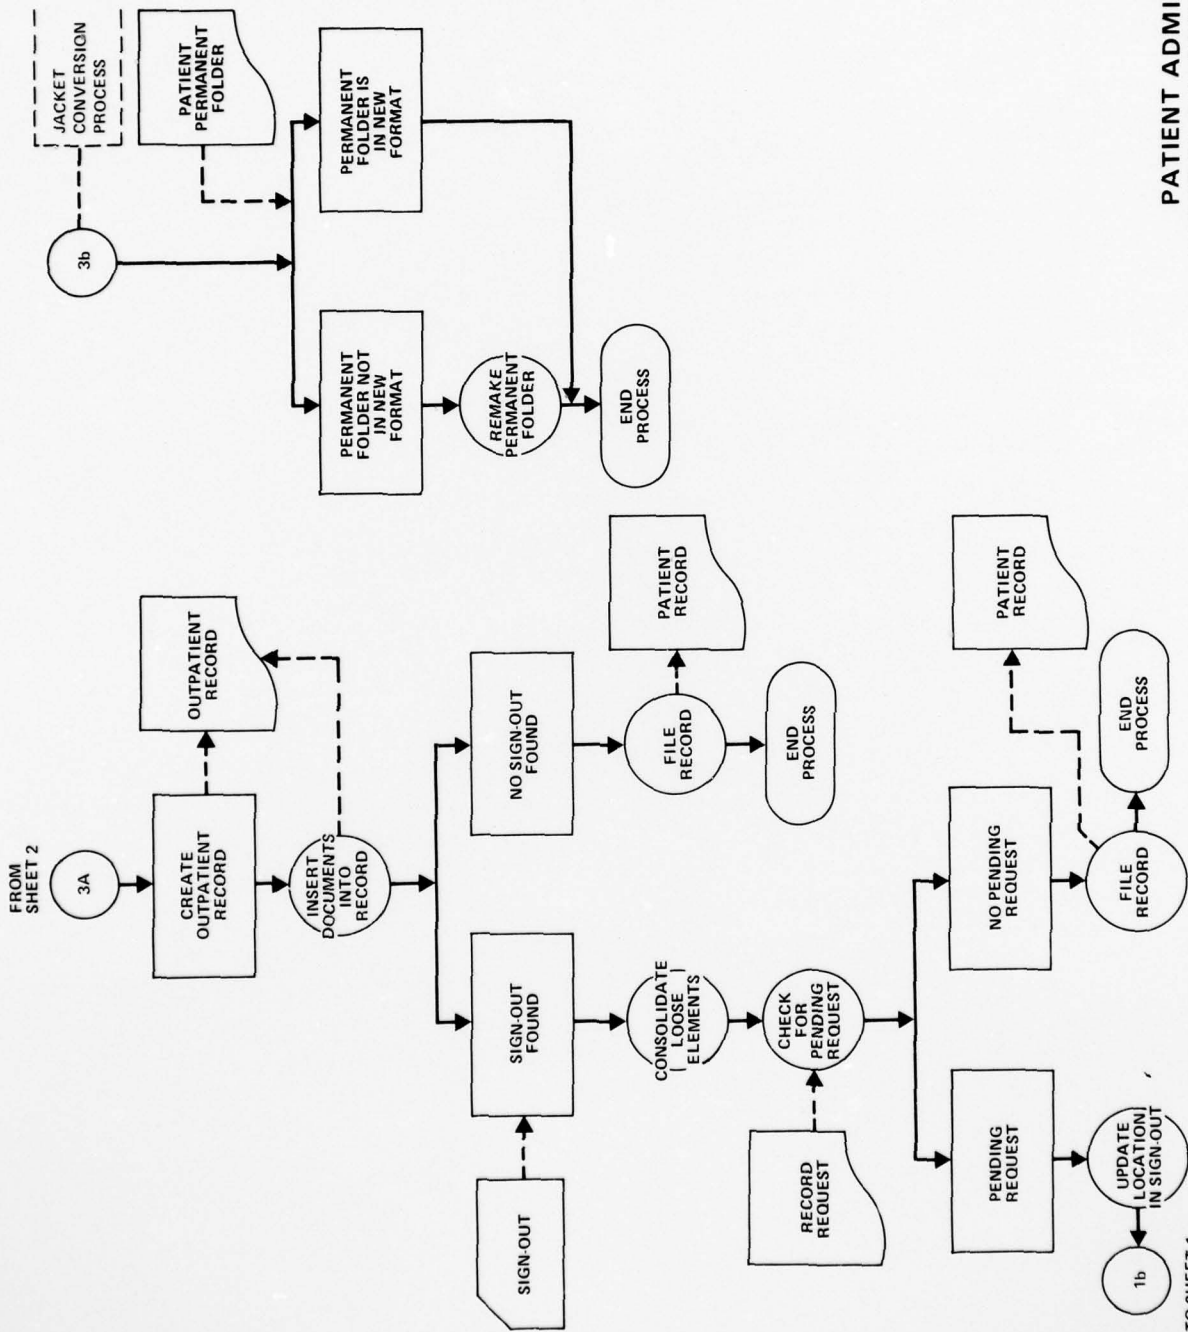 FROM
SHEET 2
3A
CREATE
OUTPATIENT
RECORD
OUTPATIENT
RECORD
INSERT
DOCUMENTS
INTO
RECORD
SIGN-OUT
SIGN-OUT
FOUND
NO SIGN-OUT
FOUND
CONSOLIDATE
LOOSE
ELEMENTS
FILE
RECORD
PATIENT
RECORD
END
PROCESS
RECORD
REQUEST
CHECK
FOR
PENDING
REQUEST
PENDING
REQUEST
NO PENDING
REQUEST
PATIENT
RECORD
1b
UPDATE
LOCATION
IN SIGN-OUT
FILE
RECORD
END
PROCESS
3b
JACKET
CONVERSION
PROCESS
PATIENT
PERMANENT
FOLDER
PERMANENT
FOLDER NOT
IN NEW
FORMAT
PERMANENT
FOLDER IS
IN NEW
FORMAT
REMAKE
PERMANENT
FOLDER
END
PROCESS
PATIENT ADMI